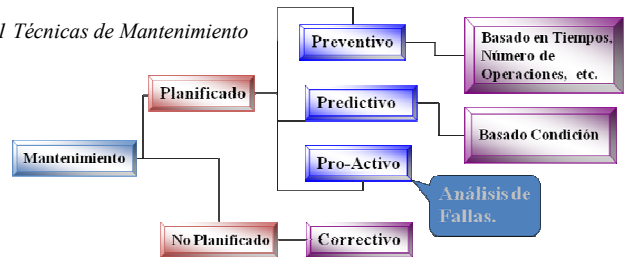 1 Técnicas de Mantenimiento
Preventivo
Basado en Tiempos,
Número de
Operaciones, etc.
Planificado
Predictivo
Basado Condición
Mantenimiento
Pro-Activo
Análisis de
Fallas.
No Planificado
Correctivo